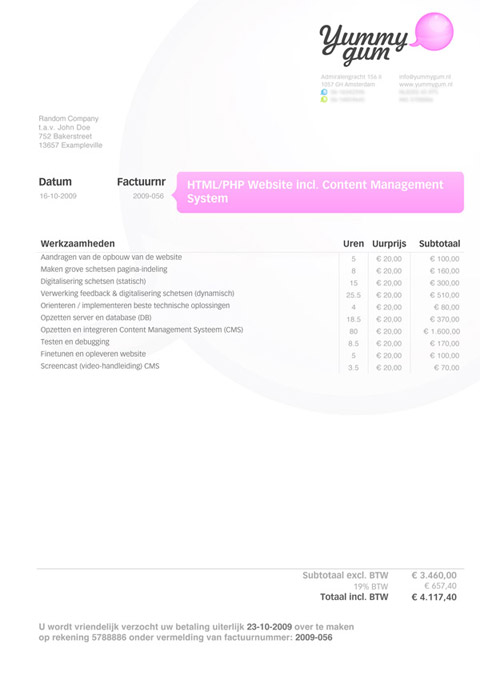 Yummy
gum
info@yummygum.nl
www.yummygum.nl
Random Company
t.a.v. John Doe
752 Bakerstreet
13657 Exampleville
Datum Factuurnr
16-10-2009 2009-056
HTML/PHP Website incl. Content Management
System
Werkzaamheden Uren Uurprijs Subtotaal
Aandragen van de opbouw van de website 5 € 20,00 € 100,00
Maken grove schetsen pagina-indeling 8 € 20,00 € 160,00
Digitalisering schetsen (statisch) 15 € 20,00 € 300,00
Verwerking feedback & digitalisering schetsen (dynamisch) 25.5 € 20,00 € 510,00
Orienteren / implementeren beste technische oplossingen 4 € 20,00 € 80,00
Opzetten server en database (DB) 18.5 € 20,00 € 370,00
Opzetten en integreren Content Management Systeem (CMS) 80 € 20,00 € 1.600,00
Testen en debugging 8.5 € 20,00 € 170,00
Finetunen en opleveren website 5 € 20,00 € 100,00
Screencast (video-handleiding) CMS 3.5 € 20,00 € 70,00
Subtotaal excl. BTW € 3.460,00
19% BTW € 657,40
Totaal incl. BTW € 4.117,40
U wordt vriendelijk verzocht uw betaling uiterlijk 23-10-2009 over te maken
op rekening 5788886 onder vermelding van factuurnummer: 2009-056